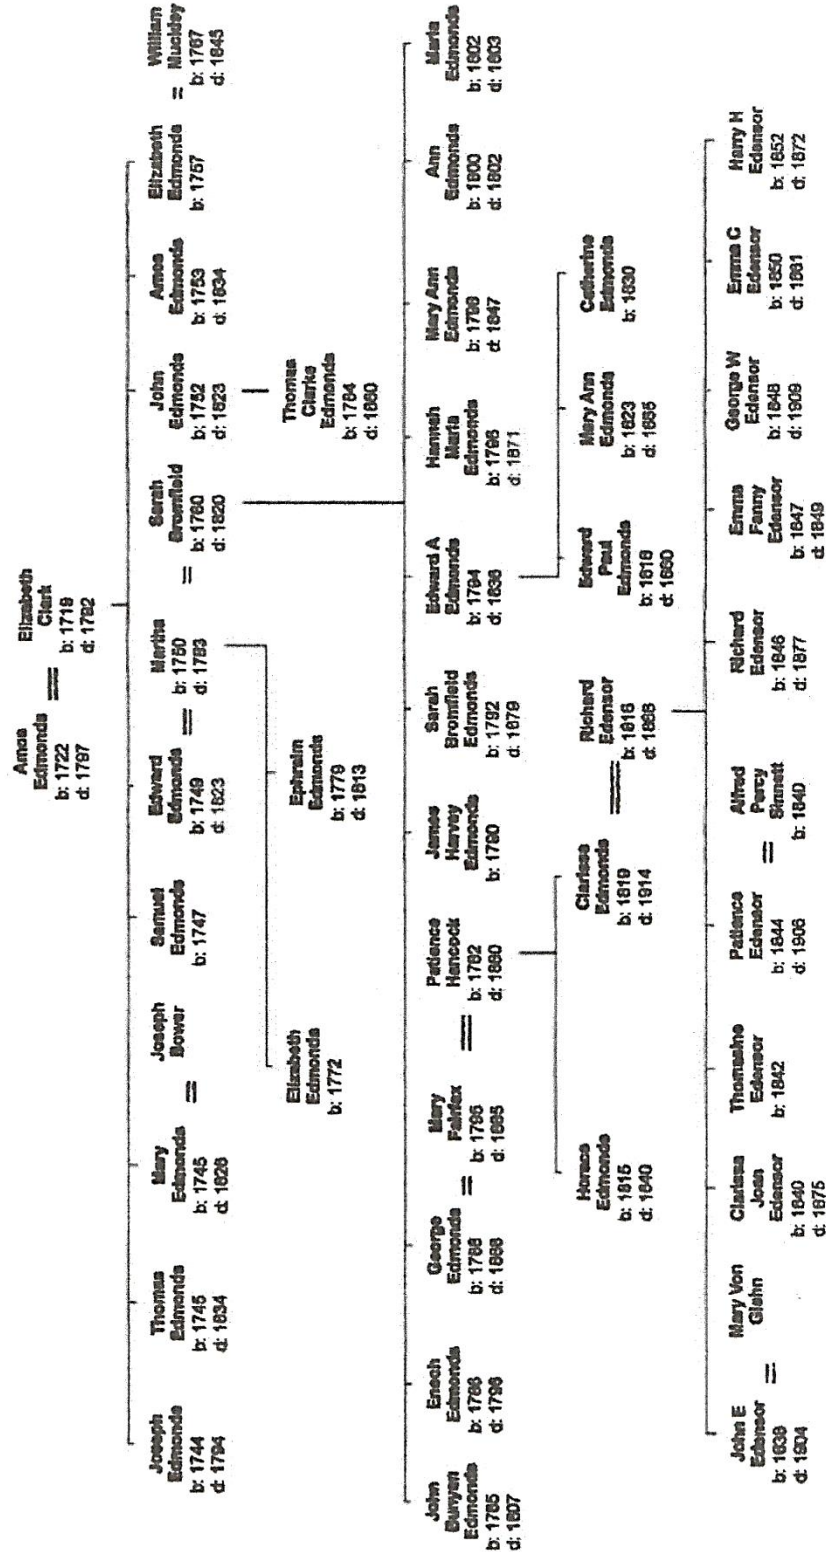 Amos
Edmonds
b: 1722
d: 1797
=
Elizabeth
Clark
b: 1719
d: 1792
Joseph
Edmonds
b: 1744
d: 1794
Thomas
Edmonds
b: 1745
d: 1834
Mary
Edmonds
b: 1745
d: 1826
=
Joseph
Bower
Samuel
Edmonds
b: 1747
Edward
Edmonds
b: 1749
d: 1823
=
Martha
b: 1750
d: 1783
=
Sarah
Bromfield
b: 1760
d: 1820
John
Edmonds
b: 1752
d: 1823
Amos
Edmonds
b: 1753
d: 1834
Elizabeth
Edmonds
b: 1757
=
William
Muckley
b: 1767
d: 1845
Elizabeth
Edmonds
b: 1772
Ephraim
Edmonds
b: 1779
d: 1813
Thomas
Clarke
Edmonds
b: 1784
d: 1860
John
Bunyan
Edmonds
b: 1785
d: 1807
Enoch
Edmonds
b: 1786
d: 1796
George
Edmonds
b: 1788
d: 1868
=
Mary
Fairfax
b: 1795
d: 1865
=
Patience
Hancock
b: 1782
d: 1860
James
Harvey
Edmonds
b: 1790
Sarah
Bromfield
Edmonds
b: 1792
d: 1879
Edward A
Edmonds
b: 1794
d: 1836
Hannah
Maria
Edmonds
b: 1796
d: 1871
Mary Ann
Edmonds
b: 1798
d: 1847
Ann
Edmonds
b: 1800
d: 1802
Maria
Edmonds
b: 1802
d: 1803
Horace
Edmonds
b: 1815
d: 1840
Clarissa
Edmonds
b: 1819
d: 1914
=
Richard
Edensor
b: 1816
d: 1868
Edward
Paul
Edmonds
b: 1818
d: 1860
Mary Ann
Edmonds
b: 1823
d: 1885
Catherine
Edmonds
b: 1830
John E
Edensor
b: 1838
d: 1904
=
Mary Von
Glehn
Clarissa
Joan
Edensor
b: 1840
d: 1875
Thomasine
Edensor
b: 1842
Patience
Edensor
b: 1844
d: 1908
=
Alfred
Percy
Sinnett
b: 1840
Richard
Edensor
b: 1846
d: 1877
Emma
Fanny
Edensor
b: 1847
d: 1849
George W
Edensor
b: 1848
d: 1909
Emma C
Edensor
b: 1850
d: 1861
Harry H
Edensor
b: 1852
d: 1872